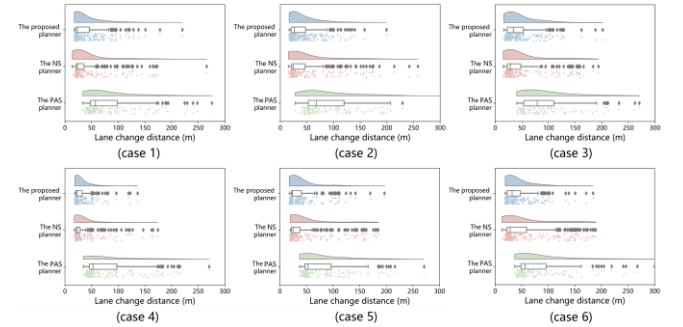 The proposed
planner
The NS
planner
The PAS
planner
0 50 100 150 200 250 300
Lane change distance (m)
(case 1)
The proposed
planner
The NS
planner
The PAS
planner
0 50 100 150 200 250 300
Lane change distance (m)
(case 2)
The proposed
planner
The NS
planner
The PAS
planner
0 50 100 150 200 250 300
Lane change distance (m)
(case 3)
The proposed
planner
The NS
planner
The PAS
planner
0 50 100 150 200 250 300
Lane change distance (m)
(case 4)
The proposed
planner
The NS
planner
The PAS
planner
0 50 100 150 200 250 300
Lane change distance (m)
(case 5)
The proposed
planner
The NS
planner
The PAS
planner
0 50 100 150 200 250 300
Lane change distance (m)
(case 6)